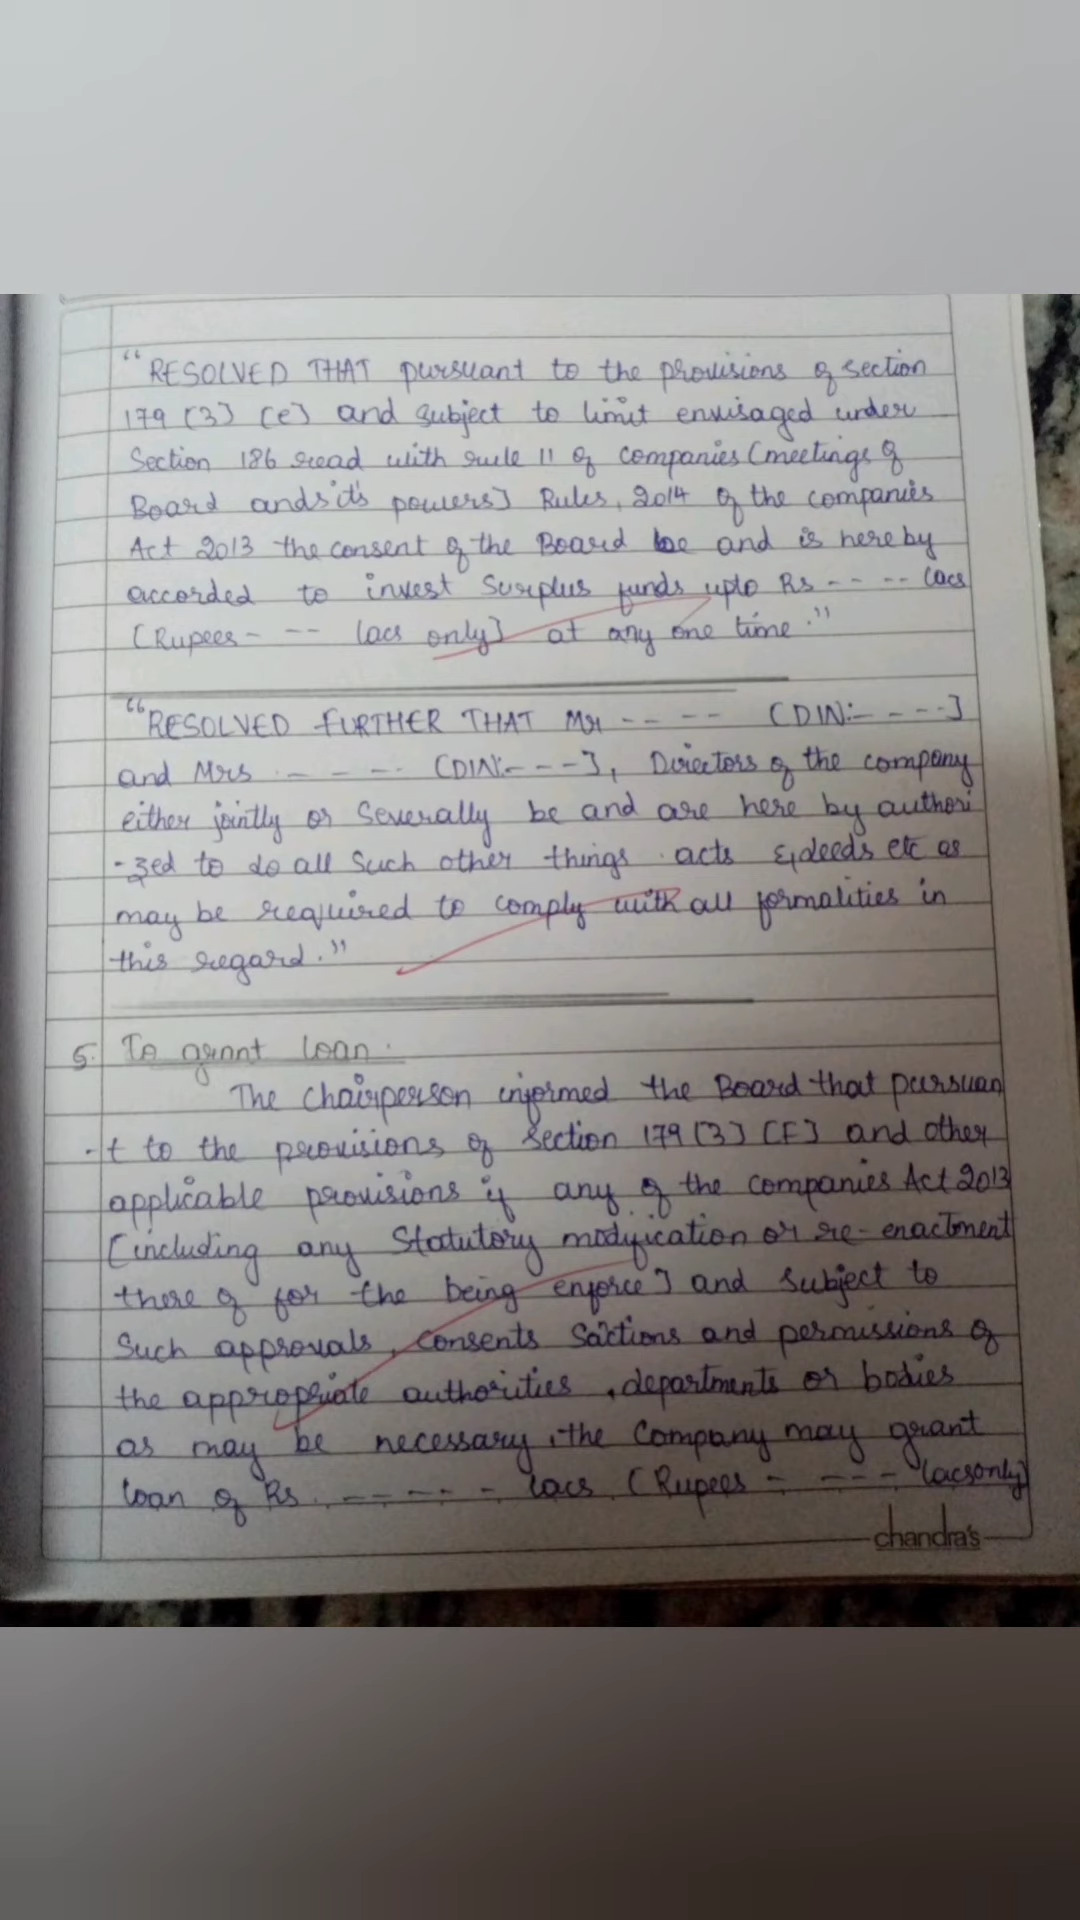 "RESOLVED THAT pursuant to the provisions of section
179 (3) (e) and subject to limit envisaged under
Section 186 read with rule 11 of companies (meetings of
Board and it's powers) Rules, 2014 of the companies
Act 2013 the consent of the Board be and is here by
accorded to invest Surplus funds upto Rs - - -- lacs
(Rupees - -- lacs only) at any one time."
"RESOLVED FURTHER THAT Mr -- -- (DIN:- - --)
and Mrs - - -- (DIN:- --), Directors of the company
either jointly or severally be and are here by authori
-zed to do all such other things acts & deeds etc as
may be required to comply with all formalities in
this regard."
5. To grant loan.
The Chairperson informed the Board that pursuan
-t to the provisions of section 179 (3) (F) and other
applicable provisions if any of the companies Act 2013
[including any Statutory modification or re-enactment
there of for the being enforce] and subject to
Such approvals, consents Sactions and permissions of
the appropriate authorities, departments or bodies
as may be necessary, the Company may grant
loan of Rs. - - - - - lacs (Rupees - --- lacs only)
chandra's